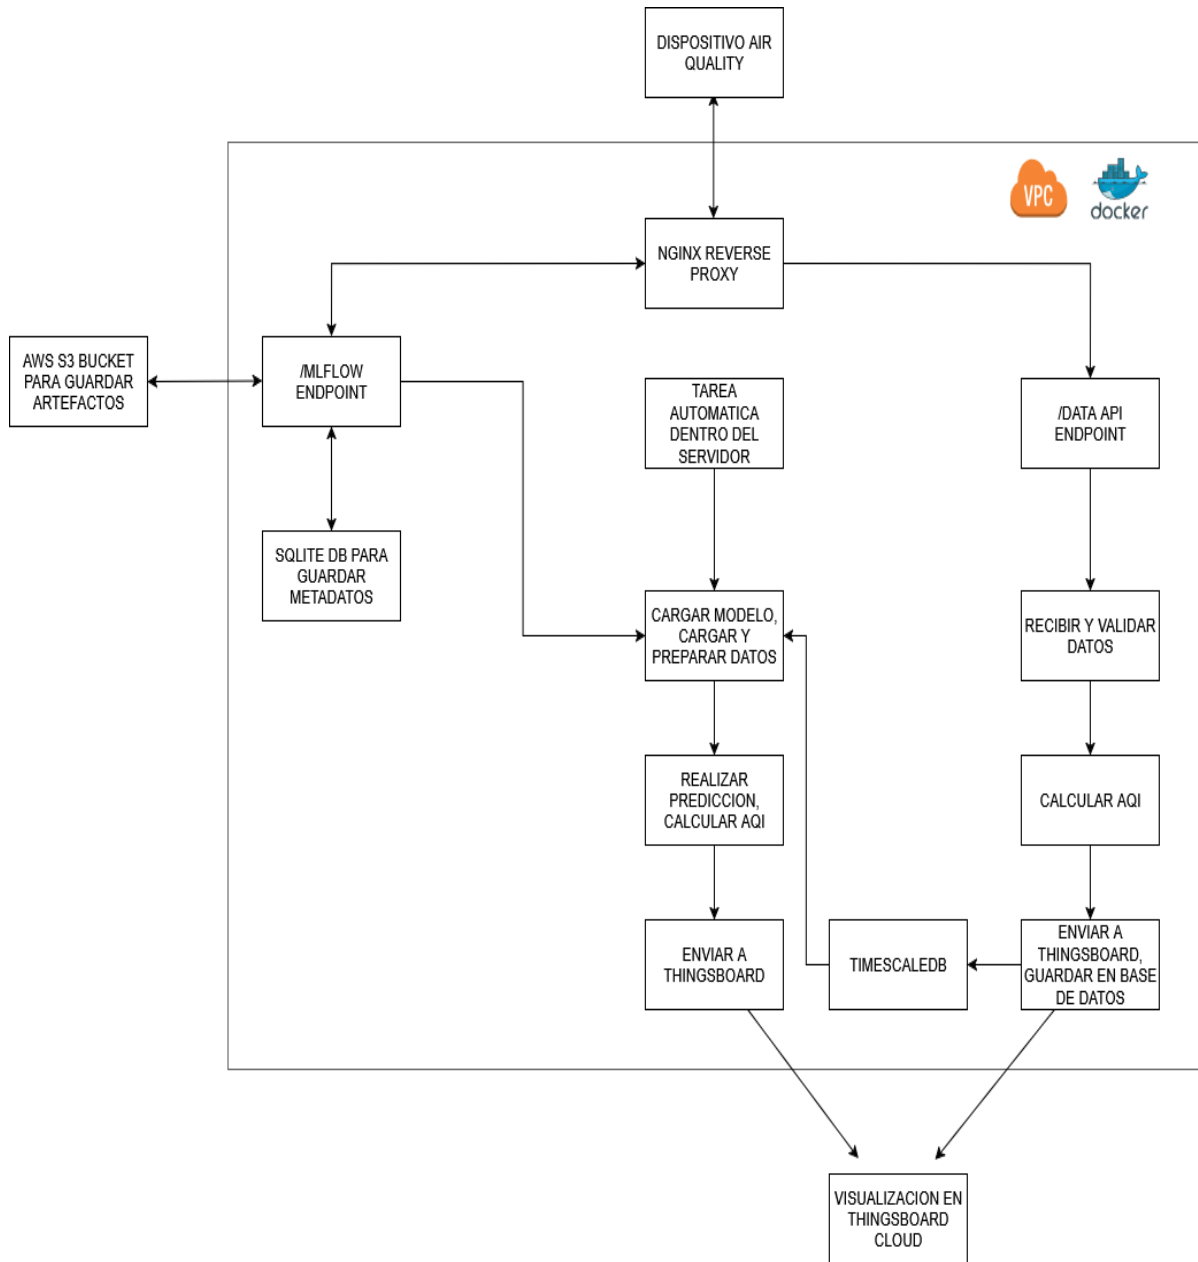 DISPOSITIVO AIR
QUALITY
VPC
docker
NGINX REVERSE
PROXY
AWS S3 BUCKET
PARA GUARDAR
ARTEFACTOS
/MLFLOW
ENDPOINT
TAREA
AUTOMATICA
DENTRO DEL
SERVIDOR
/DATA API
ENDPOINT
SQLITE DB PARA
GUARDAR
METADATOS
CARGAR MODELO,
CARGAR Y
PREPARAR DATOS
RECIBIR Y VALIDAR
DATOS
REALIZAR
PREDICCION,
CALCULAR AQI
CALCULAR AQI
ENVIAR A
THINGSBOARD
TIMESCALEDB
ENVIAR A
THINGSBOARD,
GUARDAR EN BASE
DE DATOS
VISUALIZACION EN
THINGSBOARD
CLOUD